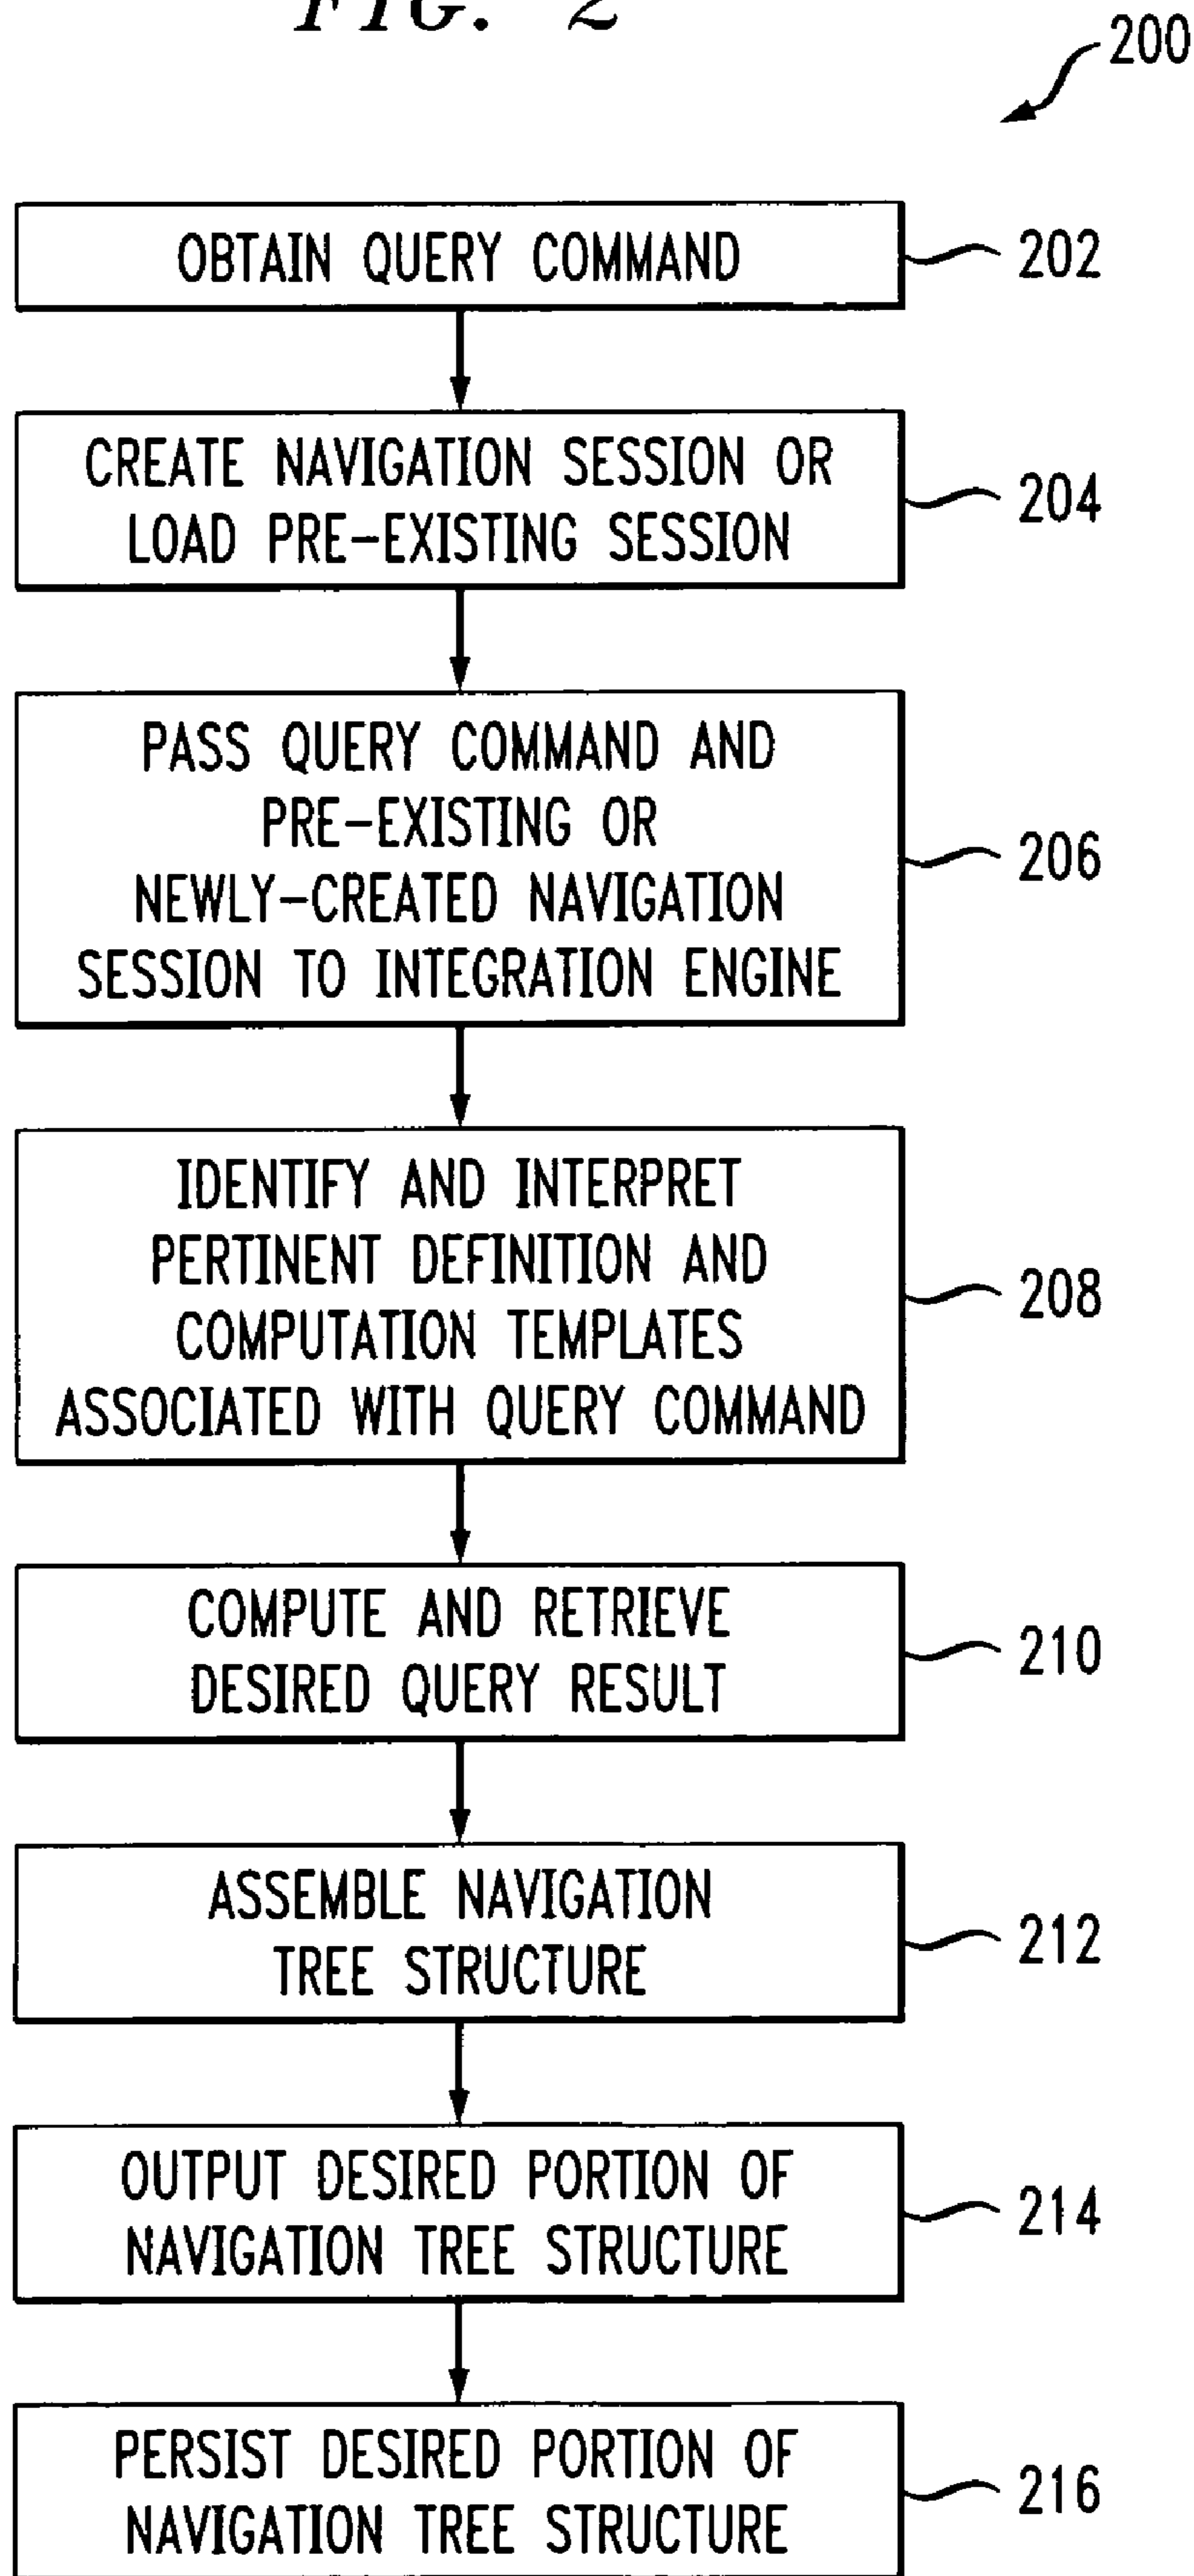 FIG. 2
200
OBTAIN QUERY COMMAND
202
CREATE NAVIGATION SESSION OR
LOAD PRE-EXISTING SESSION
204
PASS QUERY COMMAND AND
PRE-EXISTING OR
NEWLY-CREATED NAVIGATION
SESSION TO INTEGRATION ENGINE
206
IDENTIFY AND INTERPRET
PERTINENT DEFINITION AND
COMPUTATION TEMPLATES
ASSOCIATED WITH QUERY COMMAND
208
COMPUTE AND RETRIEVE
DESIRED QUERY RESULT
210
ASSEMBLE NAVIGATION
TREE STRUCTURE
212
OUTPUT DESIRED PORTION OF
NAVIGATION TREE STRUCTURE
214
PERSIST DESIRED PORTION OF
NAVIGATION TREE STRUCTURE
216